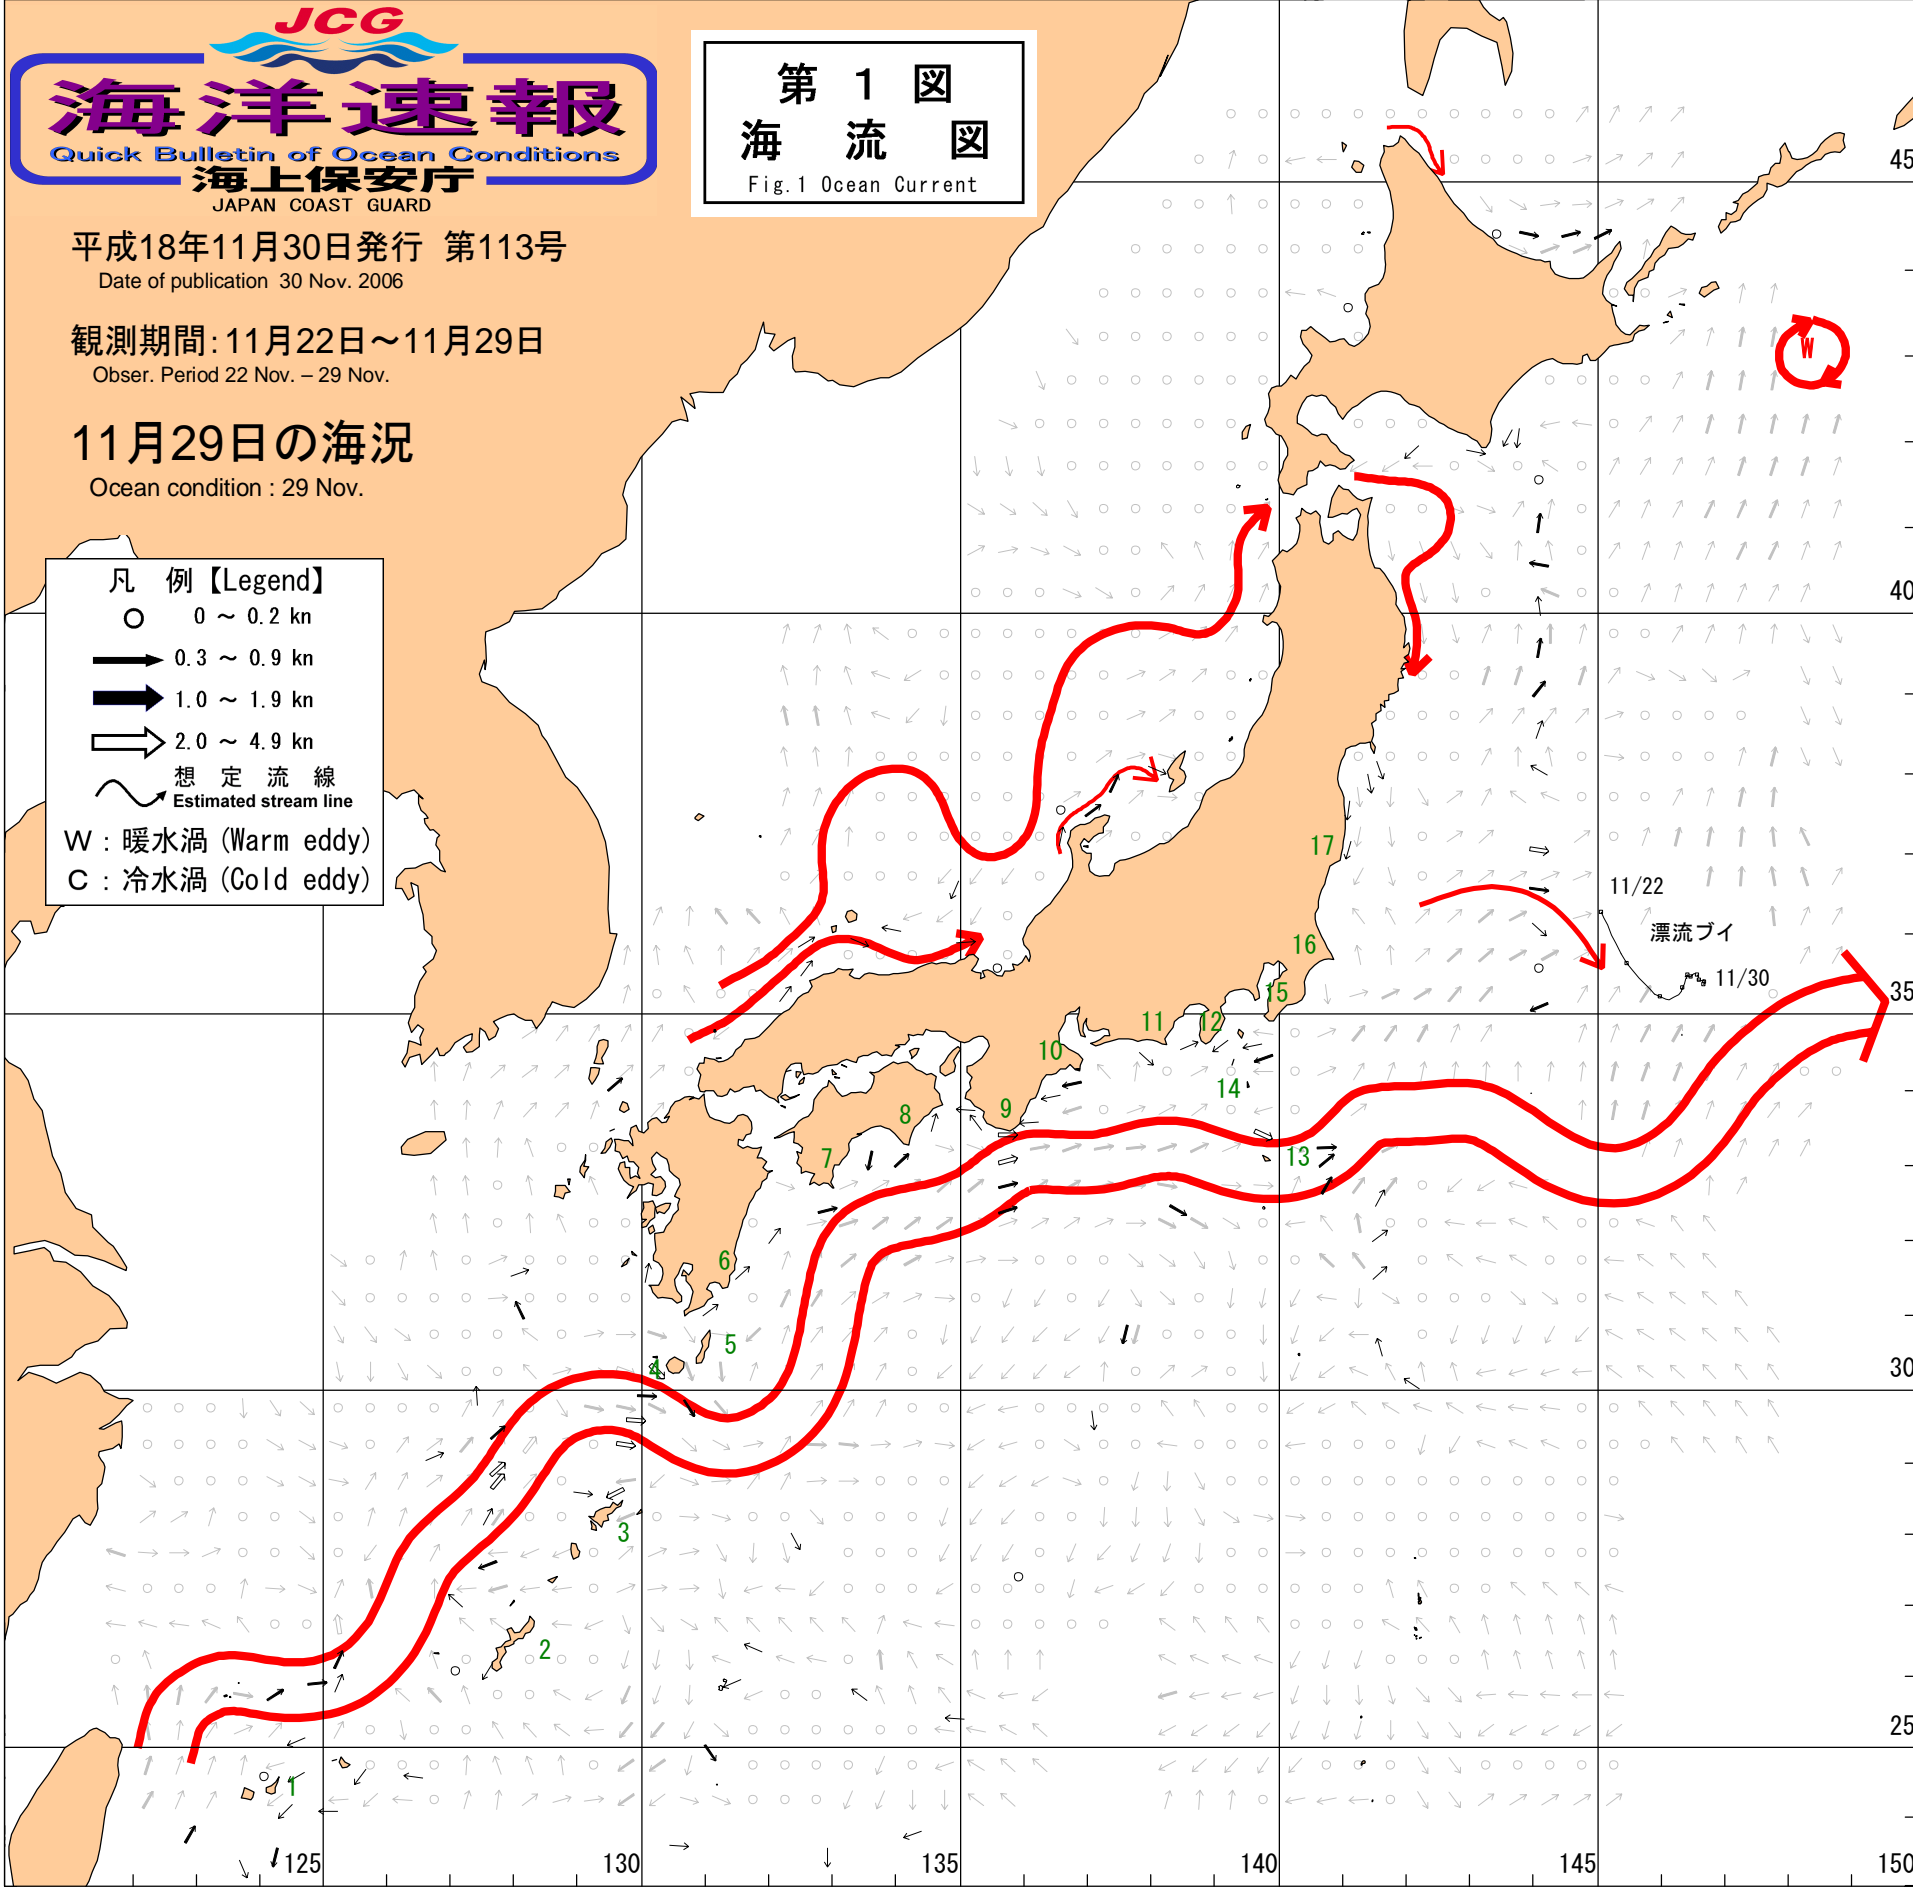 JCG
海洋速報
Quick Bulletin of Ocean Conditions
海上保安庁
JAPAN COAST GUARD
平成18年11月30日発行 第113号
Date of publication 30 Nov. 2006
観測期間:11月22日~11月29日
Obser. Period 22 Nov. – 29 Nov.
11月29日の海況
Ocean condition : 29 Nov.
第 1 図
海 流 図
Fig.1 Ocean Current
凡 例【Legend】
0 ~ 0.2 kn
0.3 ~ 0.9 kn
1.0 ~ 1.9 kn
2.0 ~ 4.9 kn
想 定 流 線
Estimated stream line
W : 暖水渦 (Warm eddy)
C : 冷水渦 (Cold eddy)
45
W
40
17
11/22
漂流ブイ
16
11/30
15
35
11
12
10
14
9
8
13
7
6
5
4
30
3
2
25
1
125
130
135
140
145
150